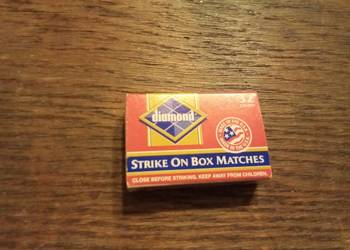 32
diamond
STRIKE ON BOX MATCHES
CLOSE BEFORE STRIKING. KEEP AWAY FROM CHILDREN.